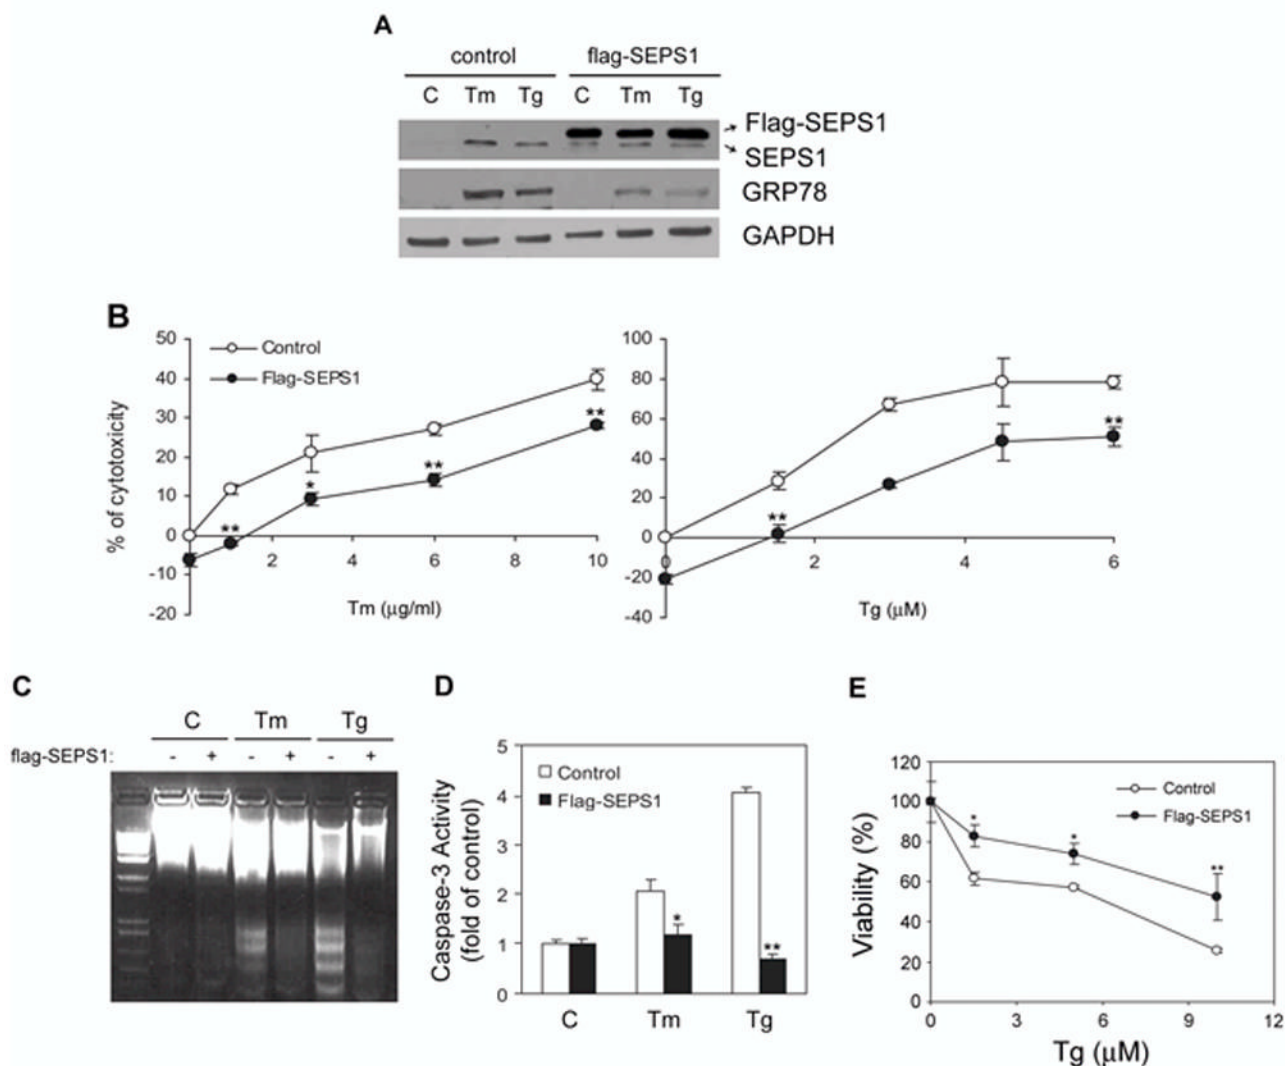 A
control flag-SEPS1
C Tm Tg C Tm Tg
Flag-SEPS1
SEPS1
GRP78
GAPDH
B
% of cytotoxicity
50
40
30
20
10
0
-10
-20
Control
Flag-SEPS1
**
*
**
**
2 4 6 8 10
Tm (μg/ml)
100
80
60
40
20
0
-20
-40
**
**
0 2 4 6
Tg (μM)
C
C Tm Tg
flag-SEPS1: - + - + - +
D
Caspase-3 Activity
(fold of control)
5
4
3
2
1
0
Control
Flag-SEPS1
*
**
C Tm Tg
E
Viability (%)
120
100
80
60
40
20
0
Control
Flag-SEPS1
*
*
**
0 3 6 9 12
Tg (μM)